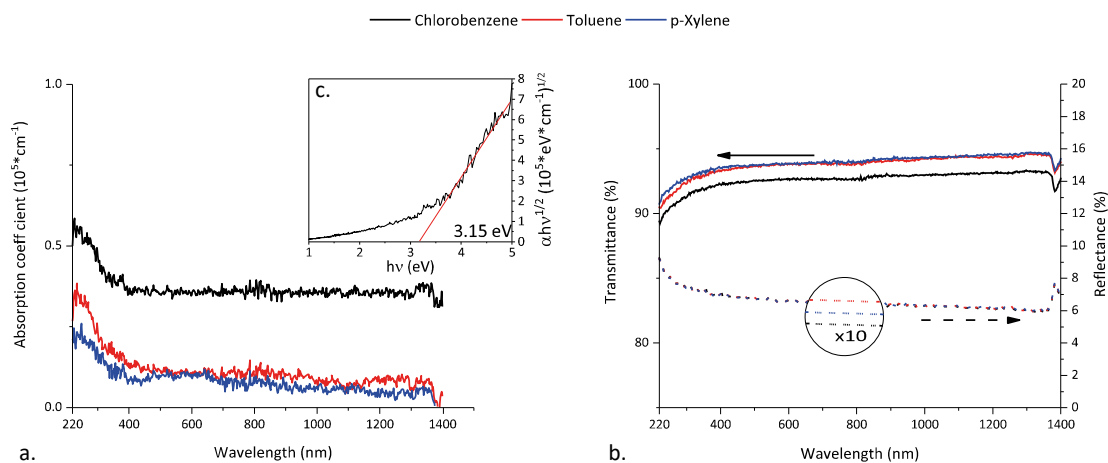 Chlorobenzene Toluene p-Xylene
1.0
0.5
0.0
Absorption coeff cient (10^5*cm^-1)
220 400 600 800 1000 1200 1400
Wavelength (nm)
a.
c.
8
7
6
5
4
3
2
1
0
αhν^1/2 (10^5*eV*cm^-1)^1/2
3.15 eV
1 2 3 4 5
hν (eV)
100
90
80
Transmittance (%)
20
18
16
14
12
10
8
6
4
2
0
Reflectance (%)
×10
220 400 600 800 1000 1200 1400
Wavelength (nm)
b.